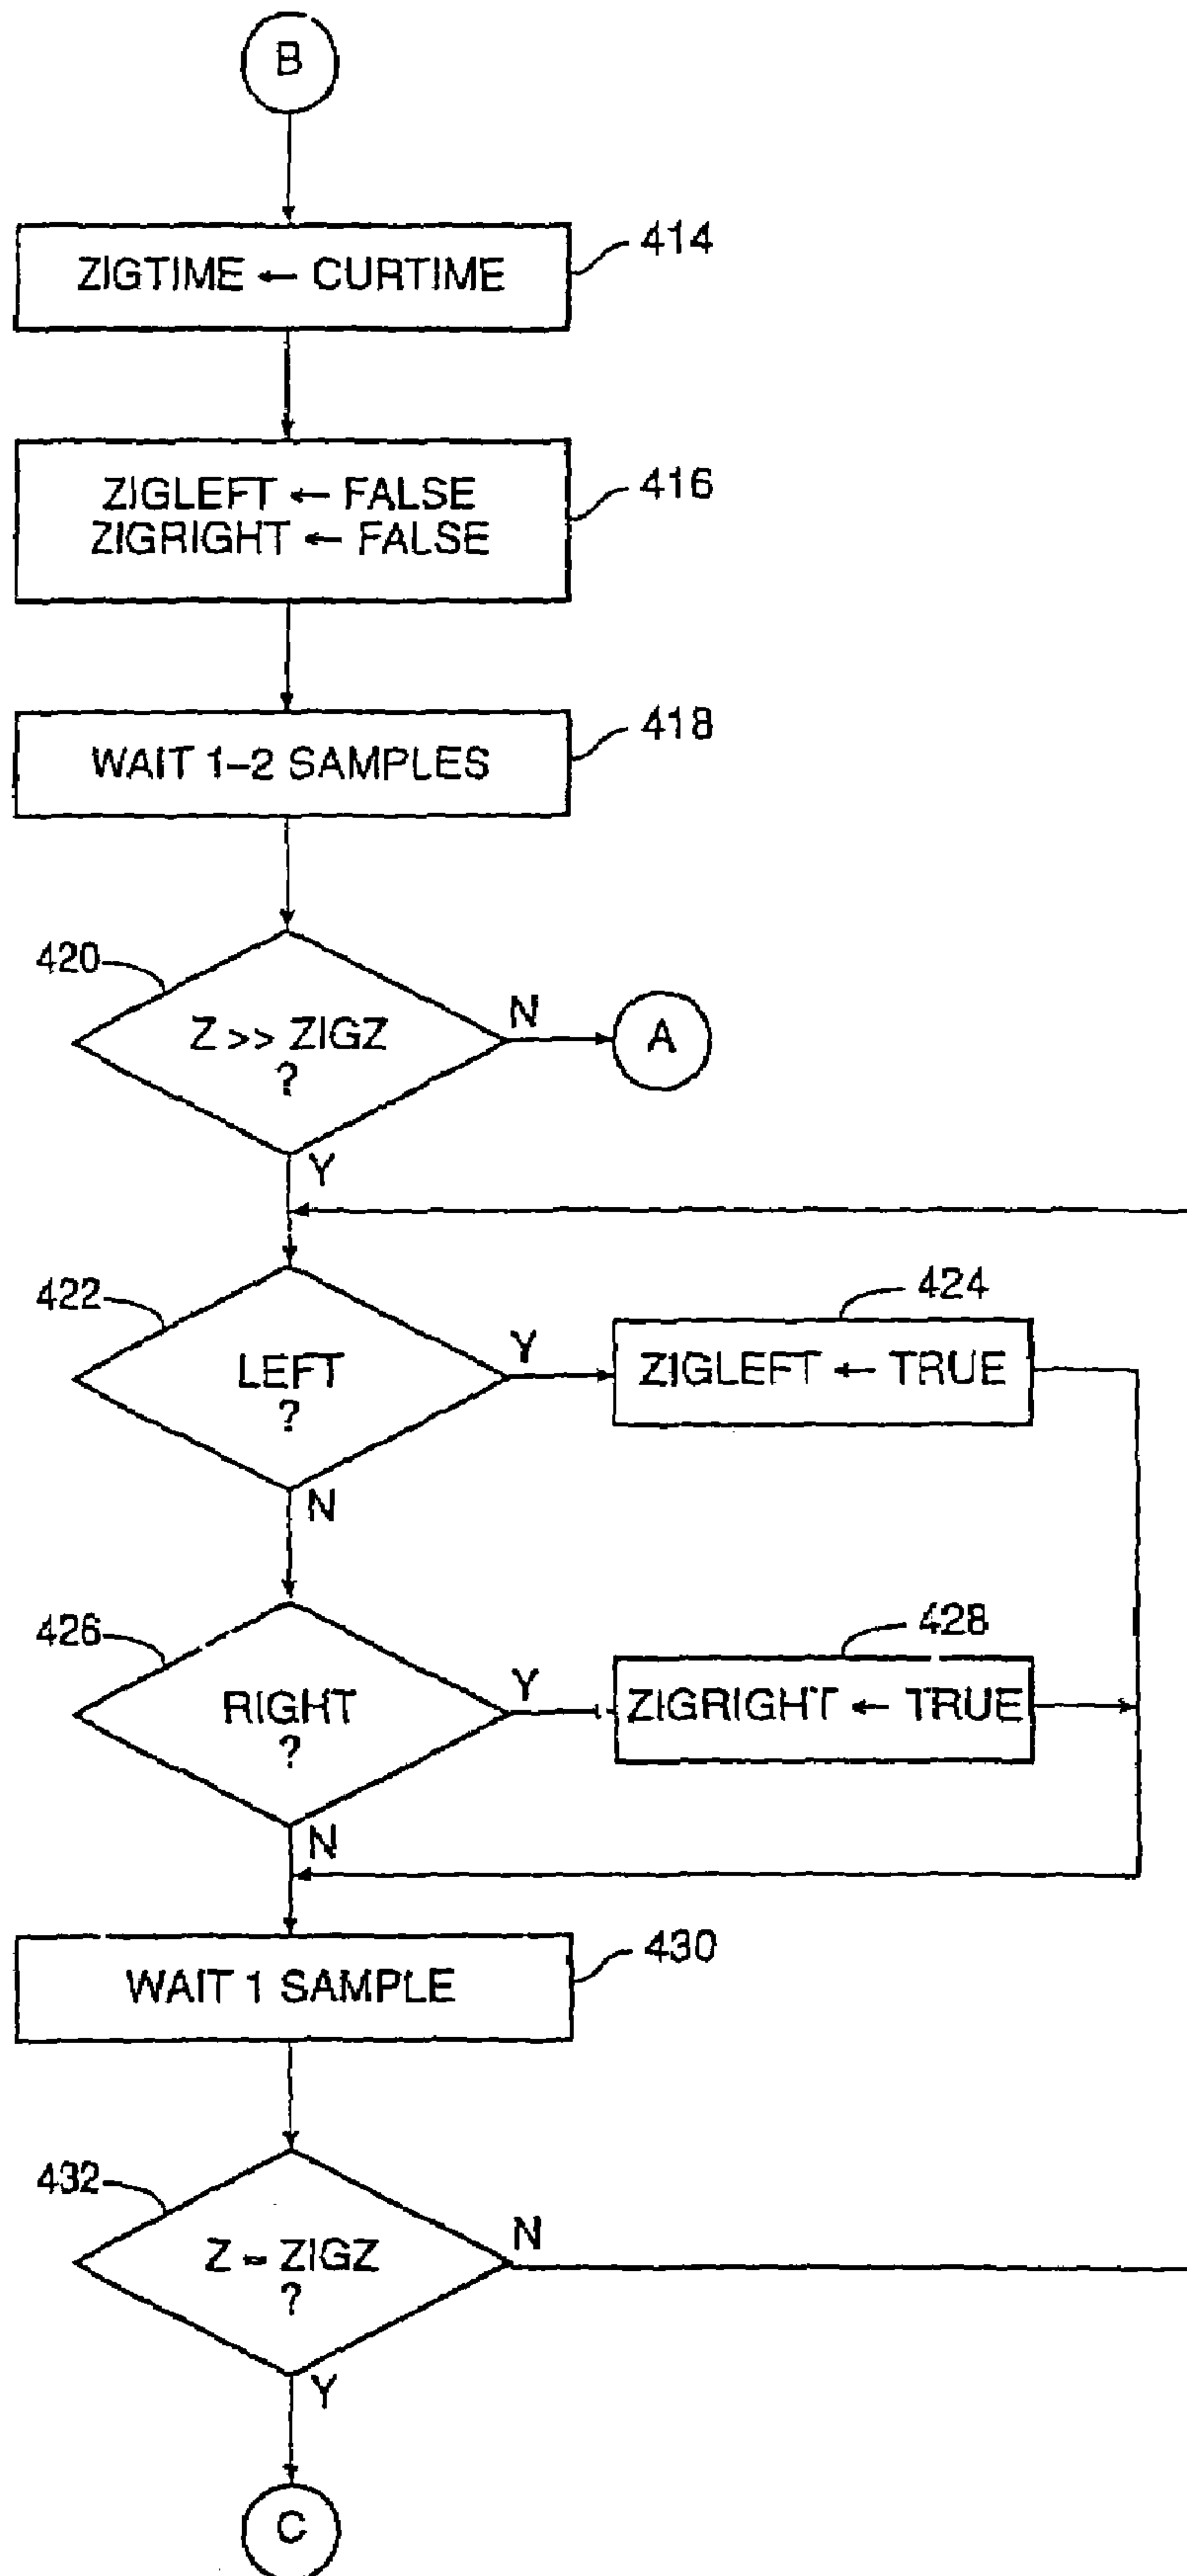 B
ZIGTIME ← CURTIME
414
ZIGLEFT ← FALSE
ZIGRIGHT ← FALSE
416
WAIT 1–2 SAMPLES
418
420
Z >> ZIGZ
?
N
A
Y
422
LEFT
?
Y
424
ZIGLEFT ← TRUE
N
426
RIGHT
?
Y
428
ZIGRIGHT ← TRUE
N
WAIT 1 SAMPLE
430
432
Z = ZIGZ
?
N
Y
C